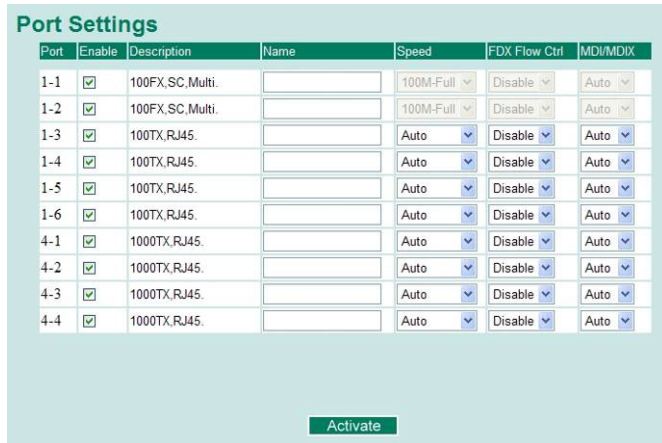 Port Settings
Port Enable Description Name Speed FDX Flow Ctrl MDI/MDIX
1-1 100FX,SC,Multi. 100M-Full Disable Auto
1-2 100FX,SC,Multi. 100M-Full Disable Auto
1-3 100TX,RJ45. Auto Disable Auto
1-4 100TX,RJ45. Auto Disable Auto
1-5 100TX,RJ45. Auto Disable Auto
1-6 100TX,RJ45. Auto Disable Auto
4-1 1000TX,RJ45. Auto Disable Auto
4-2 1000TX,RJ45. Auto Disable Auto
4-3 1000TX,RJ45. Auto Disable Auto
4-4 1000TX,RJ45. Auto Disable Auto
Activate